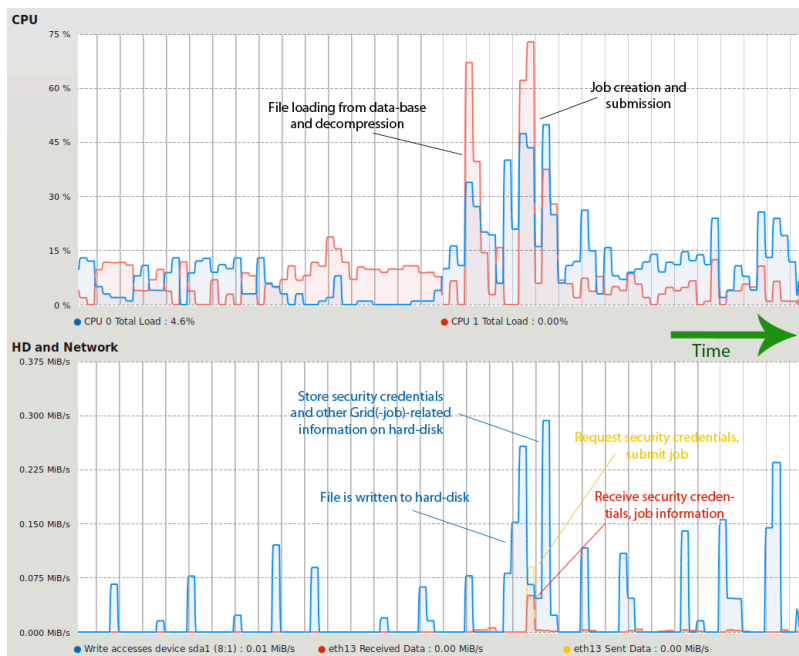 CPU
75 %
60 %
45 %
30 %
15 %
0 %
File loading from data-base
and decompression
Job creation and
submission
CPU 0 Total Load : 4.6%
CPU 1 Total Load : 0.00%
Time
HD and Network
0.375 MiB/s
0.300 MiB/s
0.225 MiB/s
0.150 MiB/s
0.075 MiB/s
0.000 MiB/s
Store security credentials
and other Grid(-job)-related
information on hard-disk
File is written to hard-disk
Request security credentials,
submit job
Receive security creden-
tials, job information
Write accesses device sda1 (8:1) : 0.01 MiB/s
eth13 Received Data : 0.00 MiB/s
eth13 Sent Data : 0.00 MiB/s